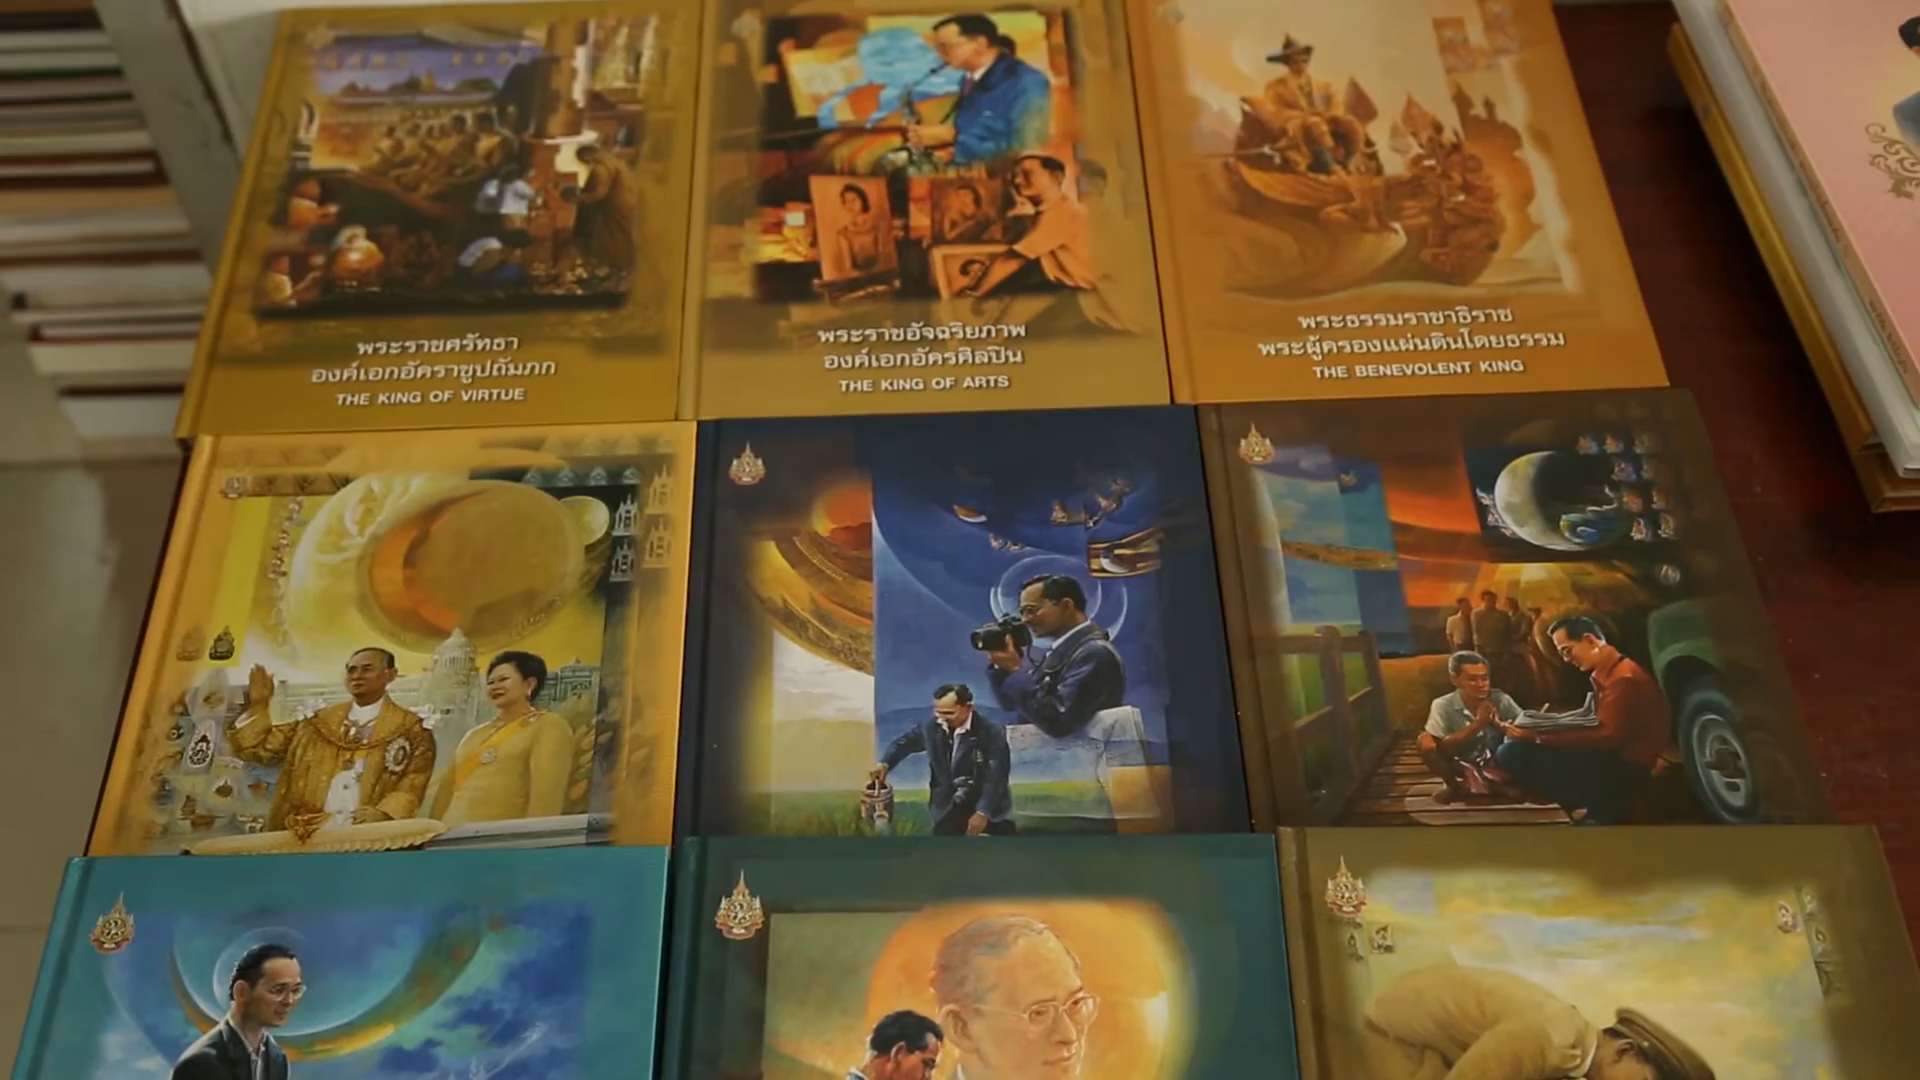 พระราชศรัทธา
องค์เอกอัคราชูปถัมภก
THE KING OF VIRTUE
พระราชอัจฉริยภาพ
องค์เอกอัครศิลปิน
THE KING OF ARTS
พระธรรมราชาธิราช
พระผู้ครองแผ่นดินโดยธรรม
THE BENEVOLENT KING